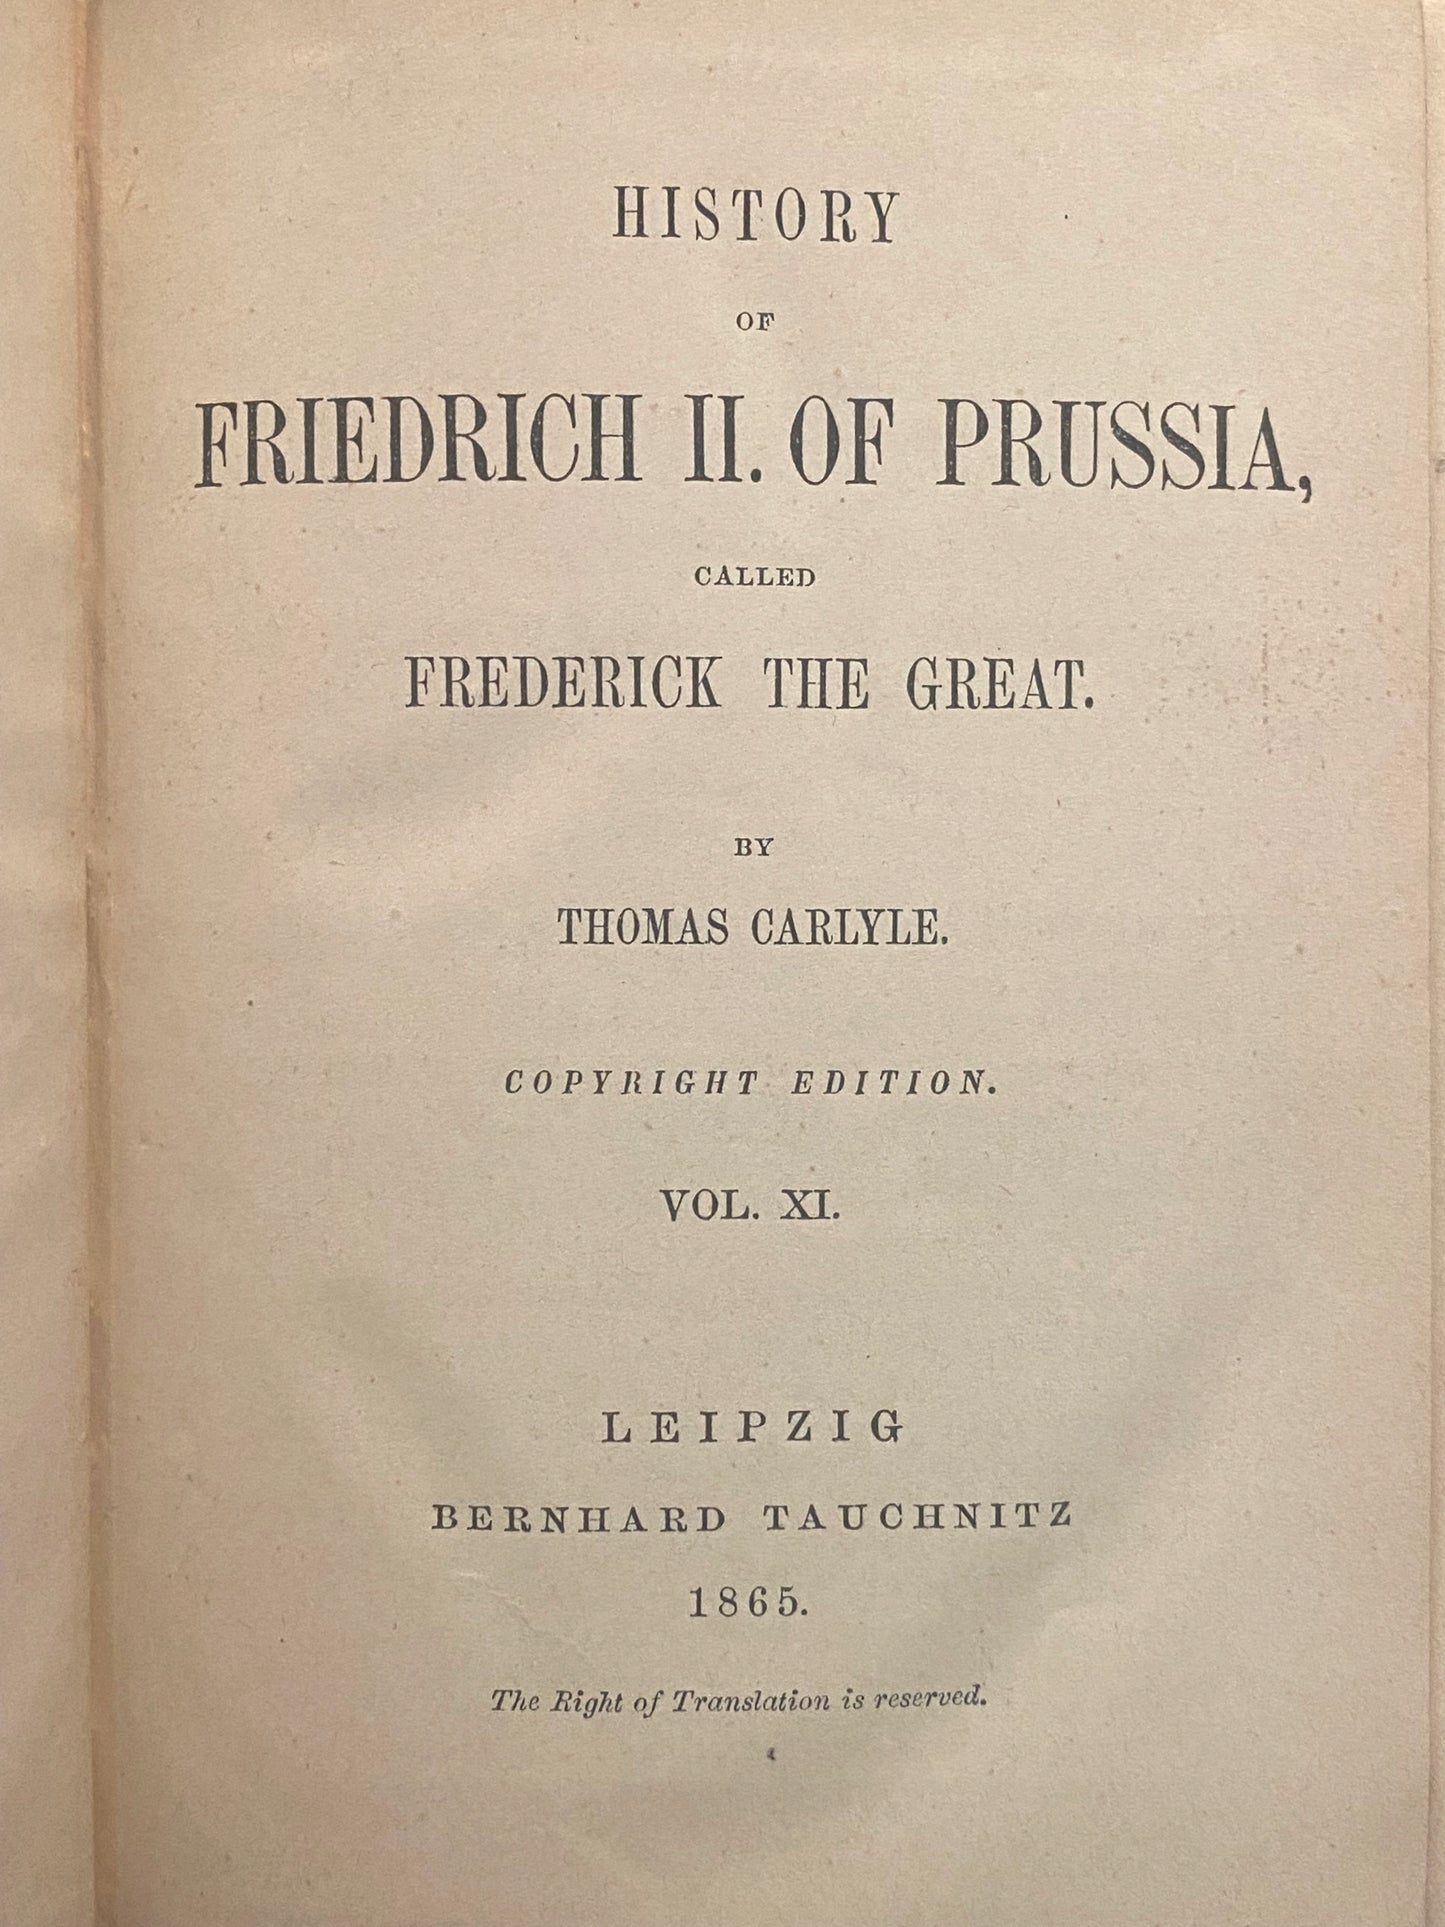 HISTORY
OF
FRIEDRICH II. OF PRUSSIA,
CALLED
FREDERICK THE GREAT.
BY
THOMAS CARLYLE.
COPYRIGHT EDITION.
VOL. XI.
LEIPZIG
BERNHARD TAUCHNITZ
1865.
The Right of Translation is reserved.